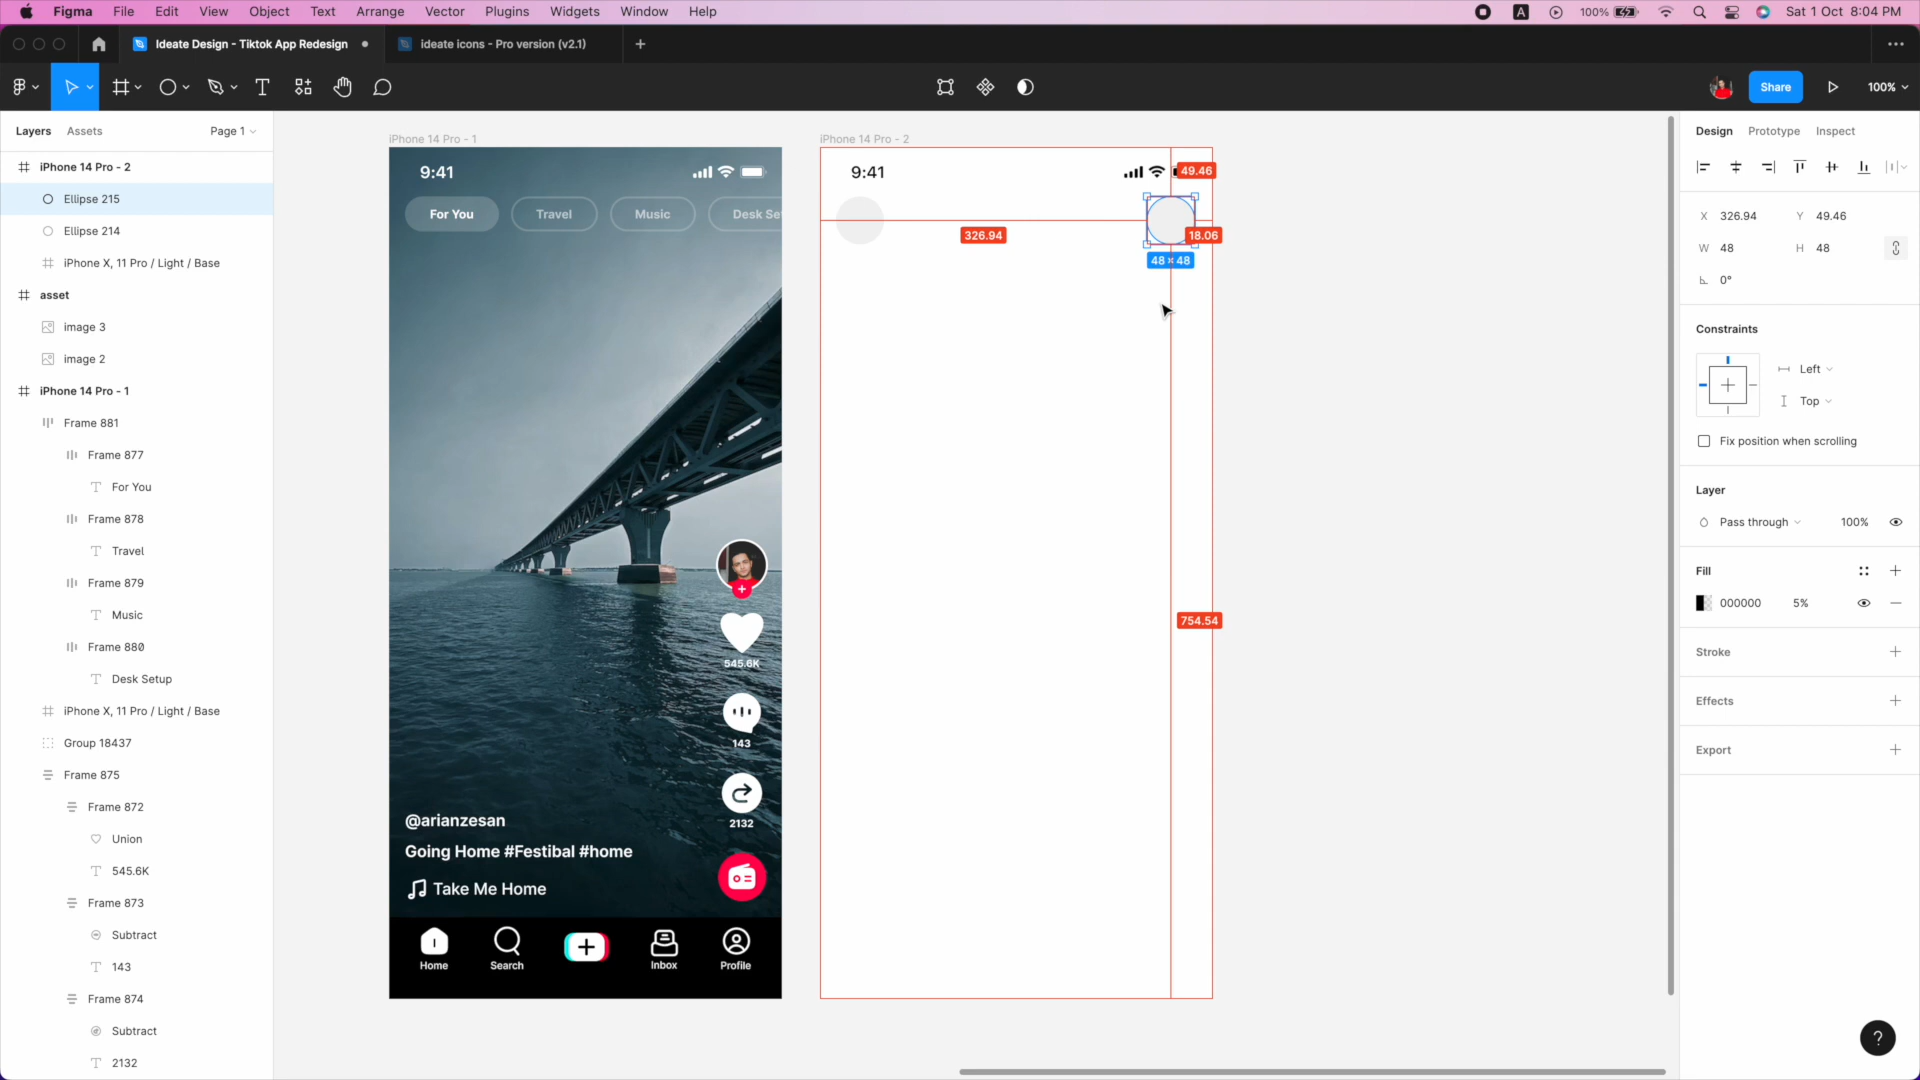 Figma File Edit View Object Text Arrange Vector Plugins Widgets Window Help A 100% Sat 1 Oct 8:04 PM
Ideate Design - Tiktok App Redesign ideate icons - Pro version (v2.1)
Share 100%
Layers Assets Page 1
iPhone 14 Pro - 2
Ellipse 215
Ellipse 214
iPhone X, 11 Pro / Light / Base
asset
image 3
image 2
iPhone 14 Pro - 1
Frame 881
Frame 877
For You
Frame 878
Travel
Frame 879
Music
Frame 880
Desk Setup
iPhone X, 11 Pro / Light / Base
Group 18437
Frame 875
Frame 872
Union
545.6K
Frame 873
Subtract
143
Frame 874
Subtract
2132
iPhone 14 Pro - 1
9:41
For You Travel Music Desk Se
545.6K
143
2132
@arianzesan
Going Home #Festibal #home
Take Me Home
Home Search Inbox Profile
iPhone 14 Pro - 2
9:41
49.46
326.94
18.06
48 × 48
754.54
Design Prototype Inspect
X 326.94 Y 49.46
W 48 H 48
0°
Constraints
Left
Top
Fix position when scrolling
Layer
Pass through 100%
Fill
000000 5%
Stroke
Effects
Export
?